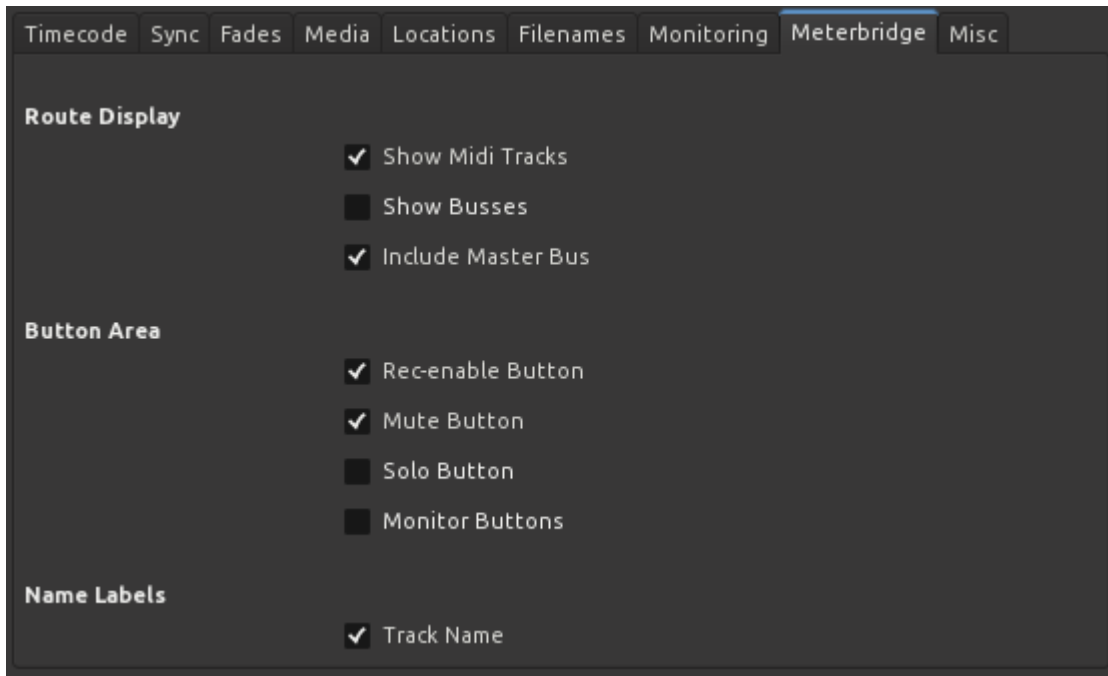 Timecode Sync Fades Media Locations Filenames Monitoring Meterbridge Misc
Route Display
Show Midi Tracks
Show Busses
Include Master Bus
Button Area
Rec-enable Button
Mute Button
Solo Button
Monitor Buttons
Name Labels
Track Name